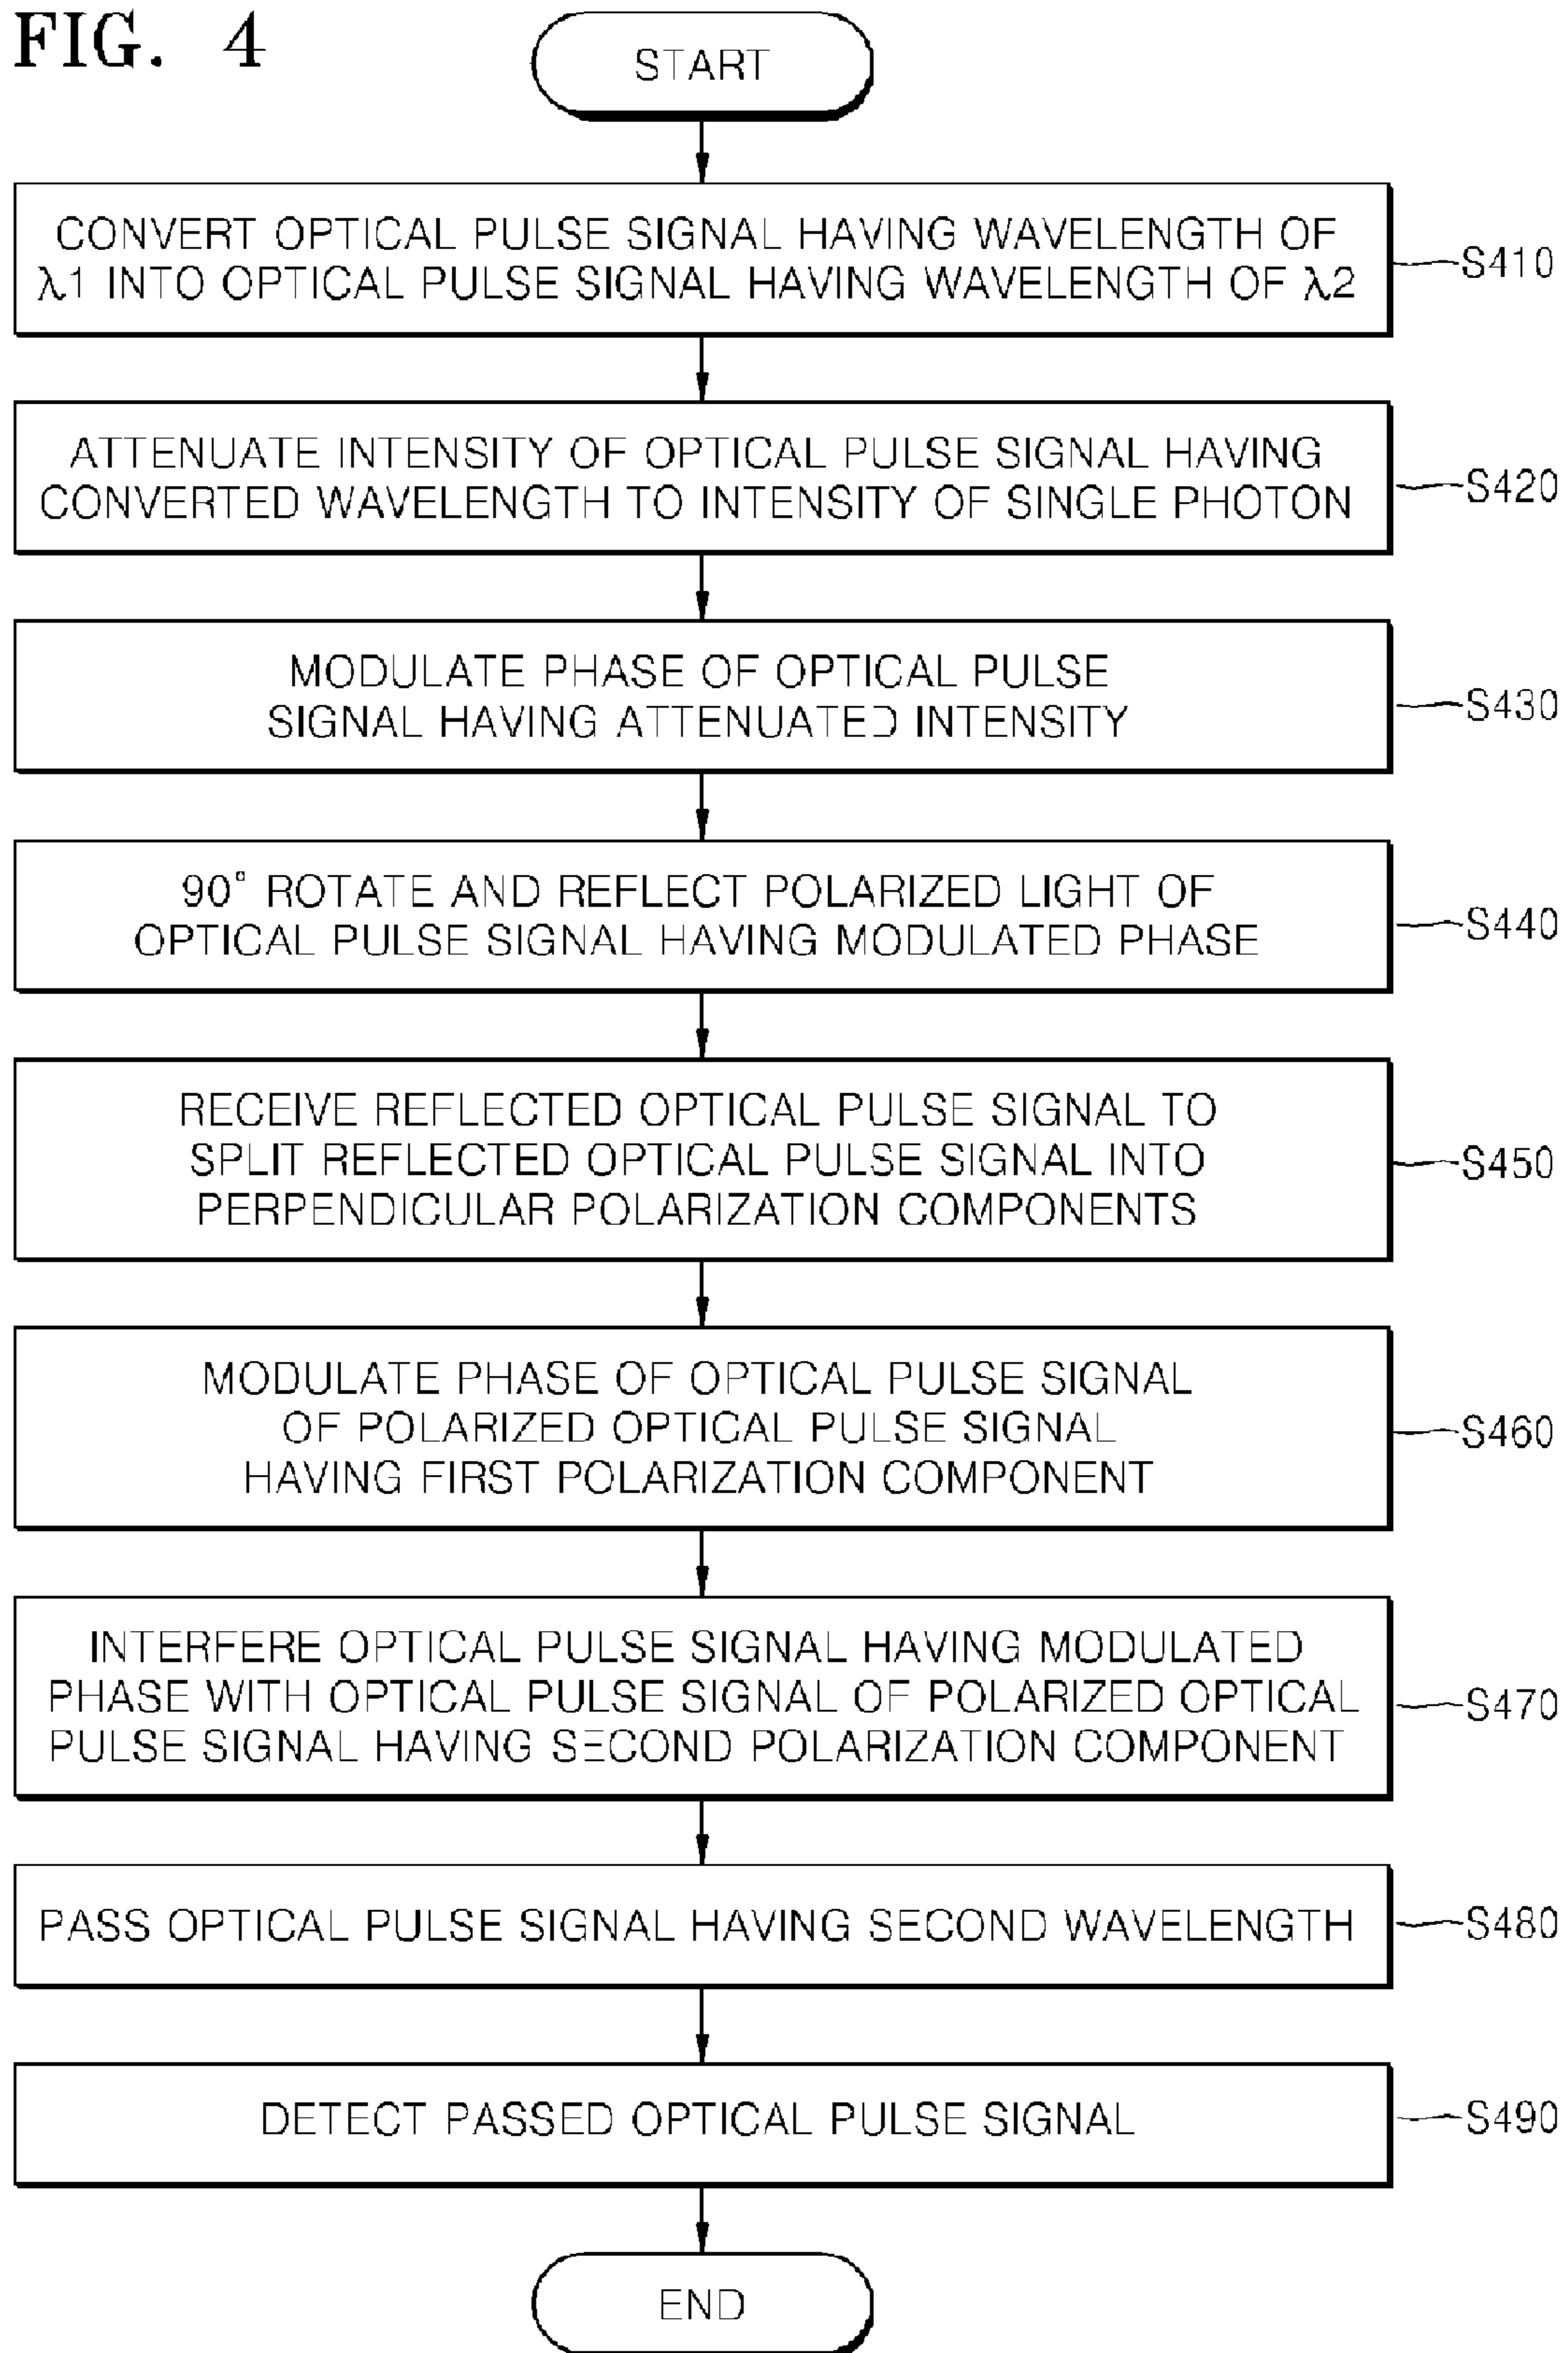 FIG. 4
START
CONVERT OPTICAL PULSE SIGNAL HAVING WAVELENGTH OF
λ1 INTO OPTICAL PULSE SIGNAL HAVING WAVELENGTH OF λ2
S410
ATTENUATE INTENSITY OF OPTICAL PULSE SIGNAL HAVING
CONVERTED WAVELENGTH TO INTENSITY OF SINGLE PHOTON
S420
MODULATE PHASE OF OPTICAL PULSE
SIGNAL HAVING ATTENUATED INTENSITY
S430
90° ROTATE AND REFLECT POLARIZED LIGHT OF
OPTICAL PULSE SIGNAL HAVING MODULATED PHASE
S440
RECEIVE REFLECTED OPTICAL PULSE SIGNAL TO
SPLIT REFLECTED OPTICAL PULSE SIGNAL INTO
PERPENDICULAR POLARIZATION COMPONENTS
S450
MODULATE PHASE OF OPTICAL PULSE SIGNAL
OF POLARIZED OPTICAL PULSE SIGNAL
HAVING FIRST POLARIZATION COMPONENT
S460
INTERFERE OPTICAL PULSE SIGNAL HAVING MODULATED
PHASE WITH OPTICAL PULSE SIGNAL OF POLARIZED OPTICAL
PULSE SIGNAL HAVING SECOND POLARIZATION COMPONENT
S470
PASS OPTICAL PULSE SIGNAL HAVING SECOND WAVELENGTH
S480
DETECT PASSED OPTICAL PULSE SIGNAL
S490
END